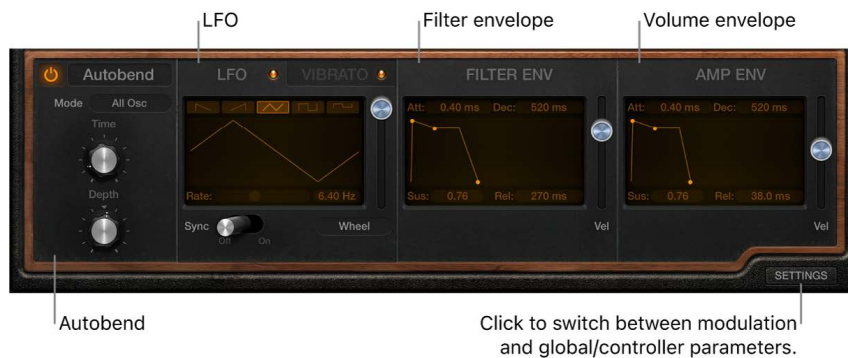 LFO
Filter envelope
Volume envelope
Autobend
LFO
VIBRATO
FILTER ENV
AMP ENV
Mode
All Osc
Time
Depth
Rate:
6.40 Hz
Sync
Off
On
Wheel
Att: 0.40 ms Dec: 520 ms
Sus: 0.76 Rel: 270 ms
Vel
Att: 0.40 ms Dec: 520 ms
Sus: 0.76 Rel: 38.0 ms
Vel
SETTINGS
Autobend
Click to switch between modulation
and global/controller parameters.